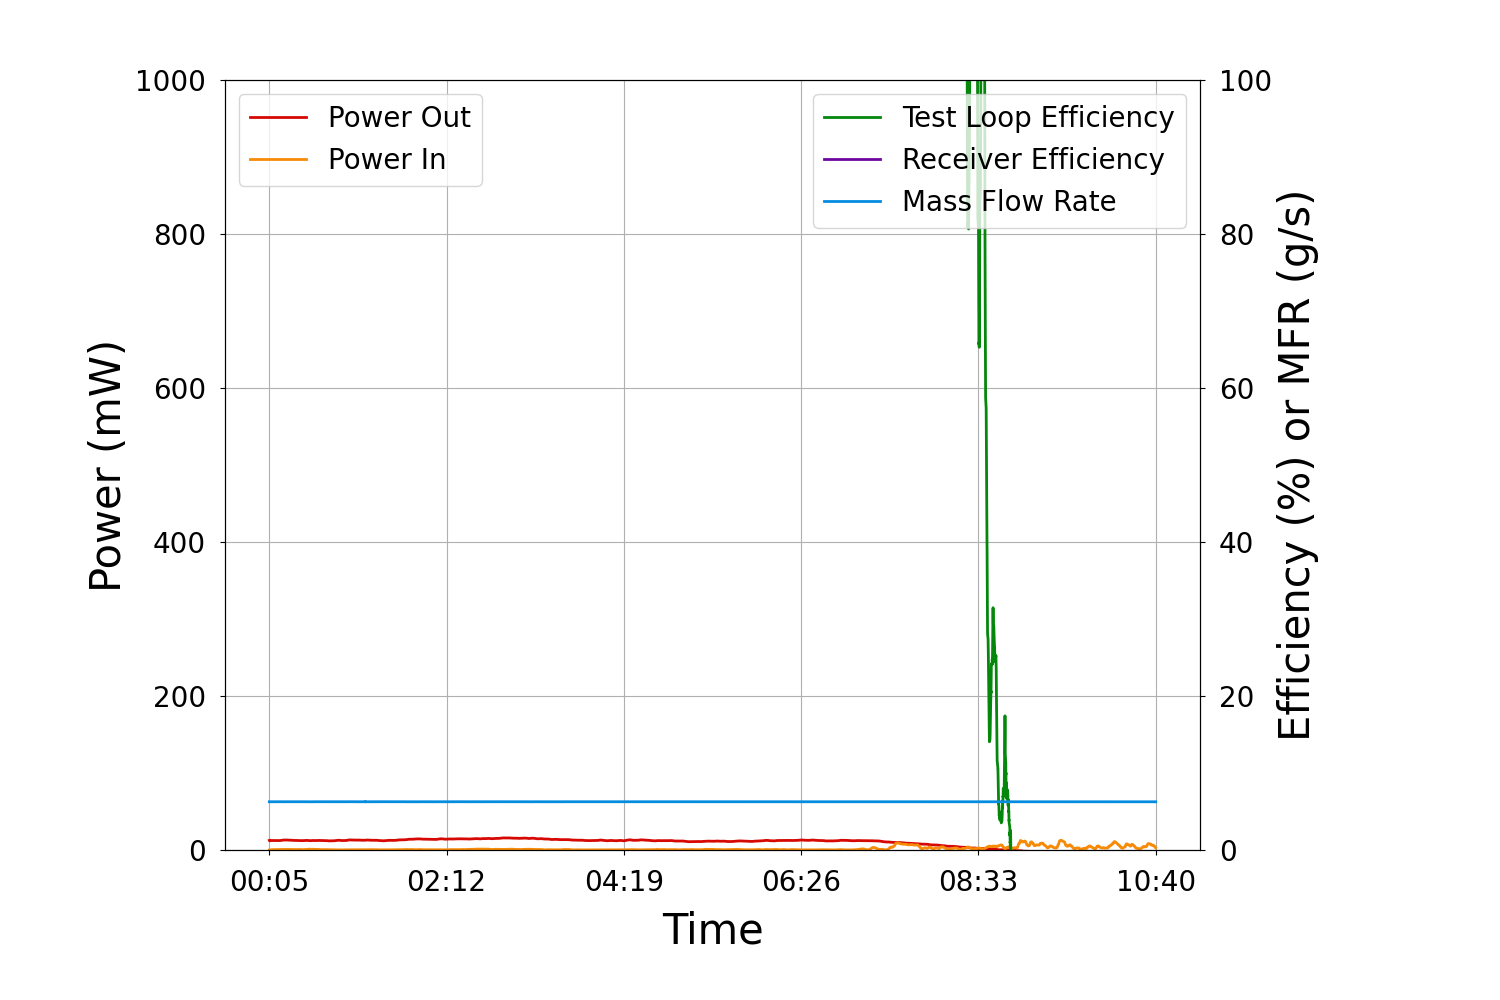 1000
800
600
400
200
0
Power (mW)
Power Out
Power In
Test Loop Efficiency
Receiver Efficiency
Mass Flow Rate
100
80
60
40
20
0
Efficiency (%) or MFR (g/s)
00:05 02:12 04:19 06:26 08:33 10:40
Time